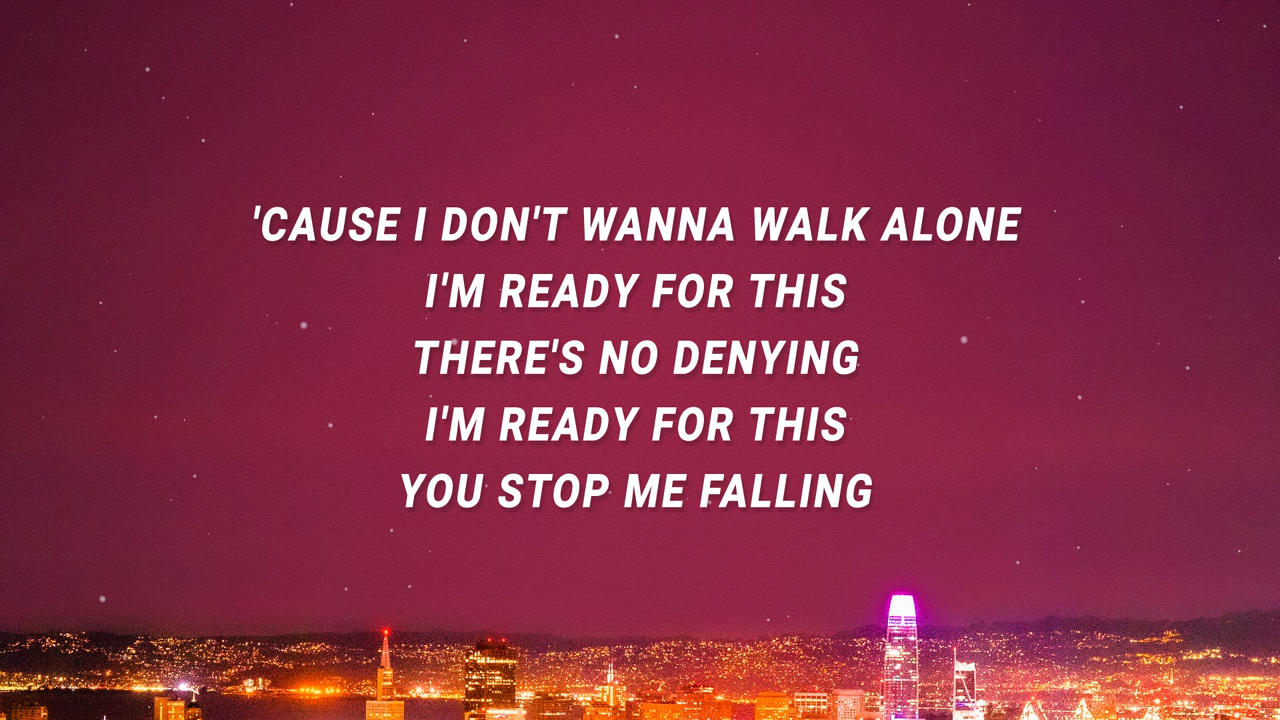 'CAUSE I DON'T WANNA WALK ALONE
I'M READY FOR THIS
THERE'S NO DENYING
I'M READY FOR THIS
YOU STOP ME FALLING